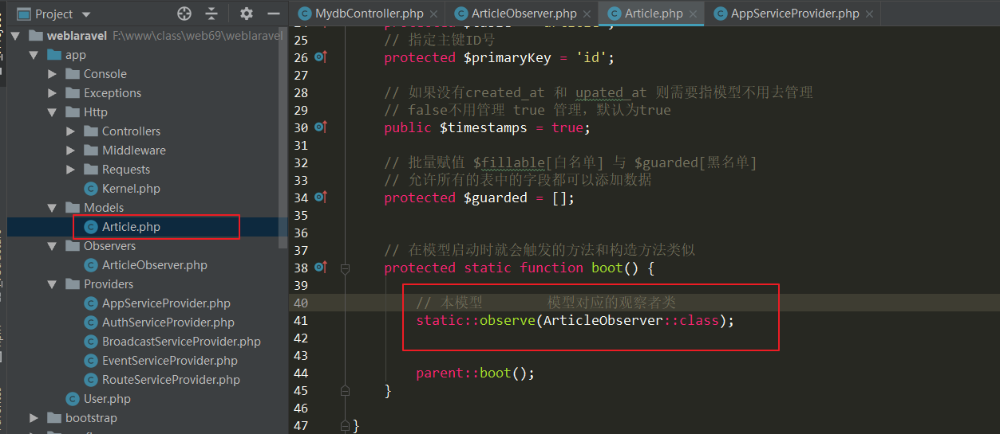 Project
MydbController.php
ArticleObserver.php
Article.php
AppServiceProvider.php
weblaravel F:\www\class\web69\weblaravel
app
Console
Exceptions
Http
Controllers
Middleware
Requests
Kernel.php
Models
Article.php
Observers
ArticleObserver.php
Providers
AppServiceProvider.php
AuthServiceProvider.php
BroadcastServiceProvider.php
EventServiceProvider.php
RouteServiceProvider.php
User.php
bootstrap
25 // 指定主键ID号
26 protected $primaryKey = 'id';
27
28 // 如果没有created_at 和 upated_at 则需要指模型不用去管理
29 // false不用管理 true 管理，默认为true
30 public $timestamps = true;
31
32 // 批量赋值 $fillable[白名单] 与 $guarded[黑名单]
33 // 允许所有的表中的字段都可以添加数据
34 protected $guarded = [];
35
36
37 // 在模型启动时就会触发的方法和构造方法类似
38 protected static function boot() {
39
40 // 本模型 模型对应的观察者类
41 static::observe(ArticleObserver::class);
42
43
44 parent::boot();
45 }
46
47 }